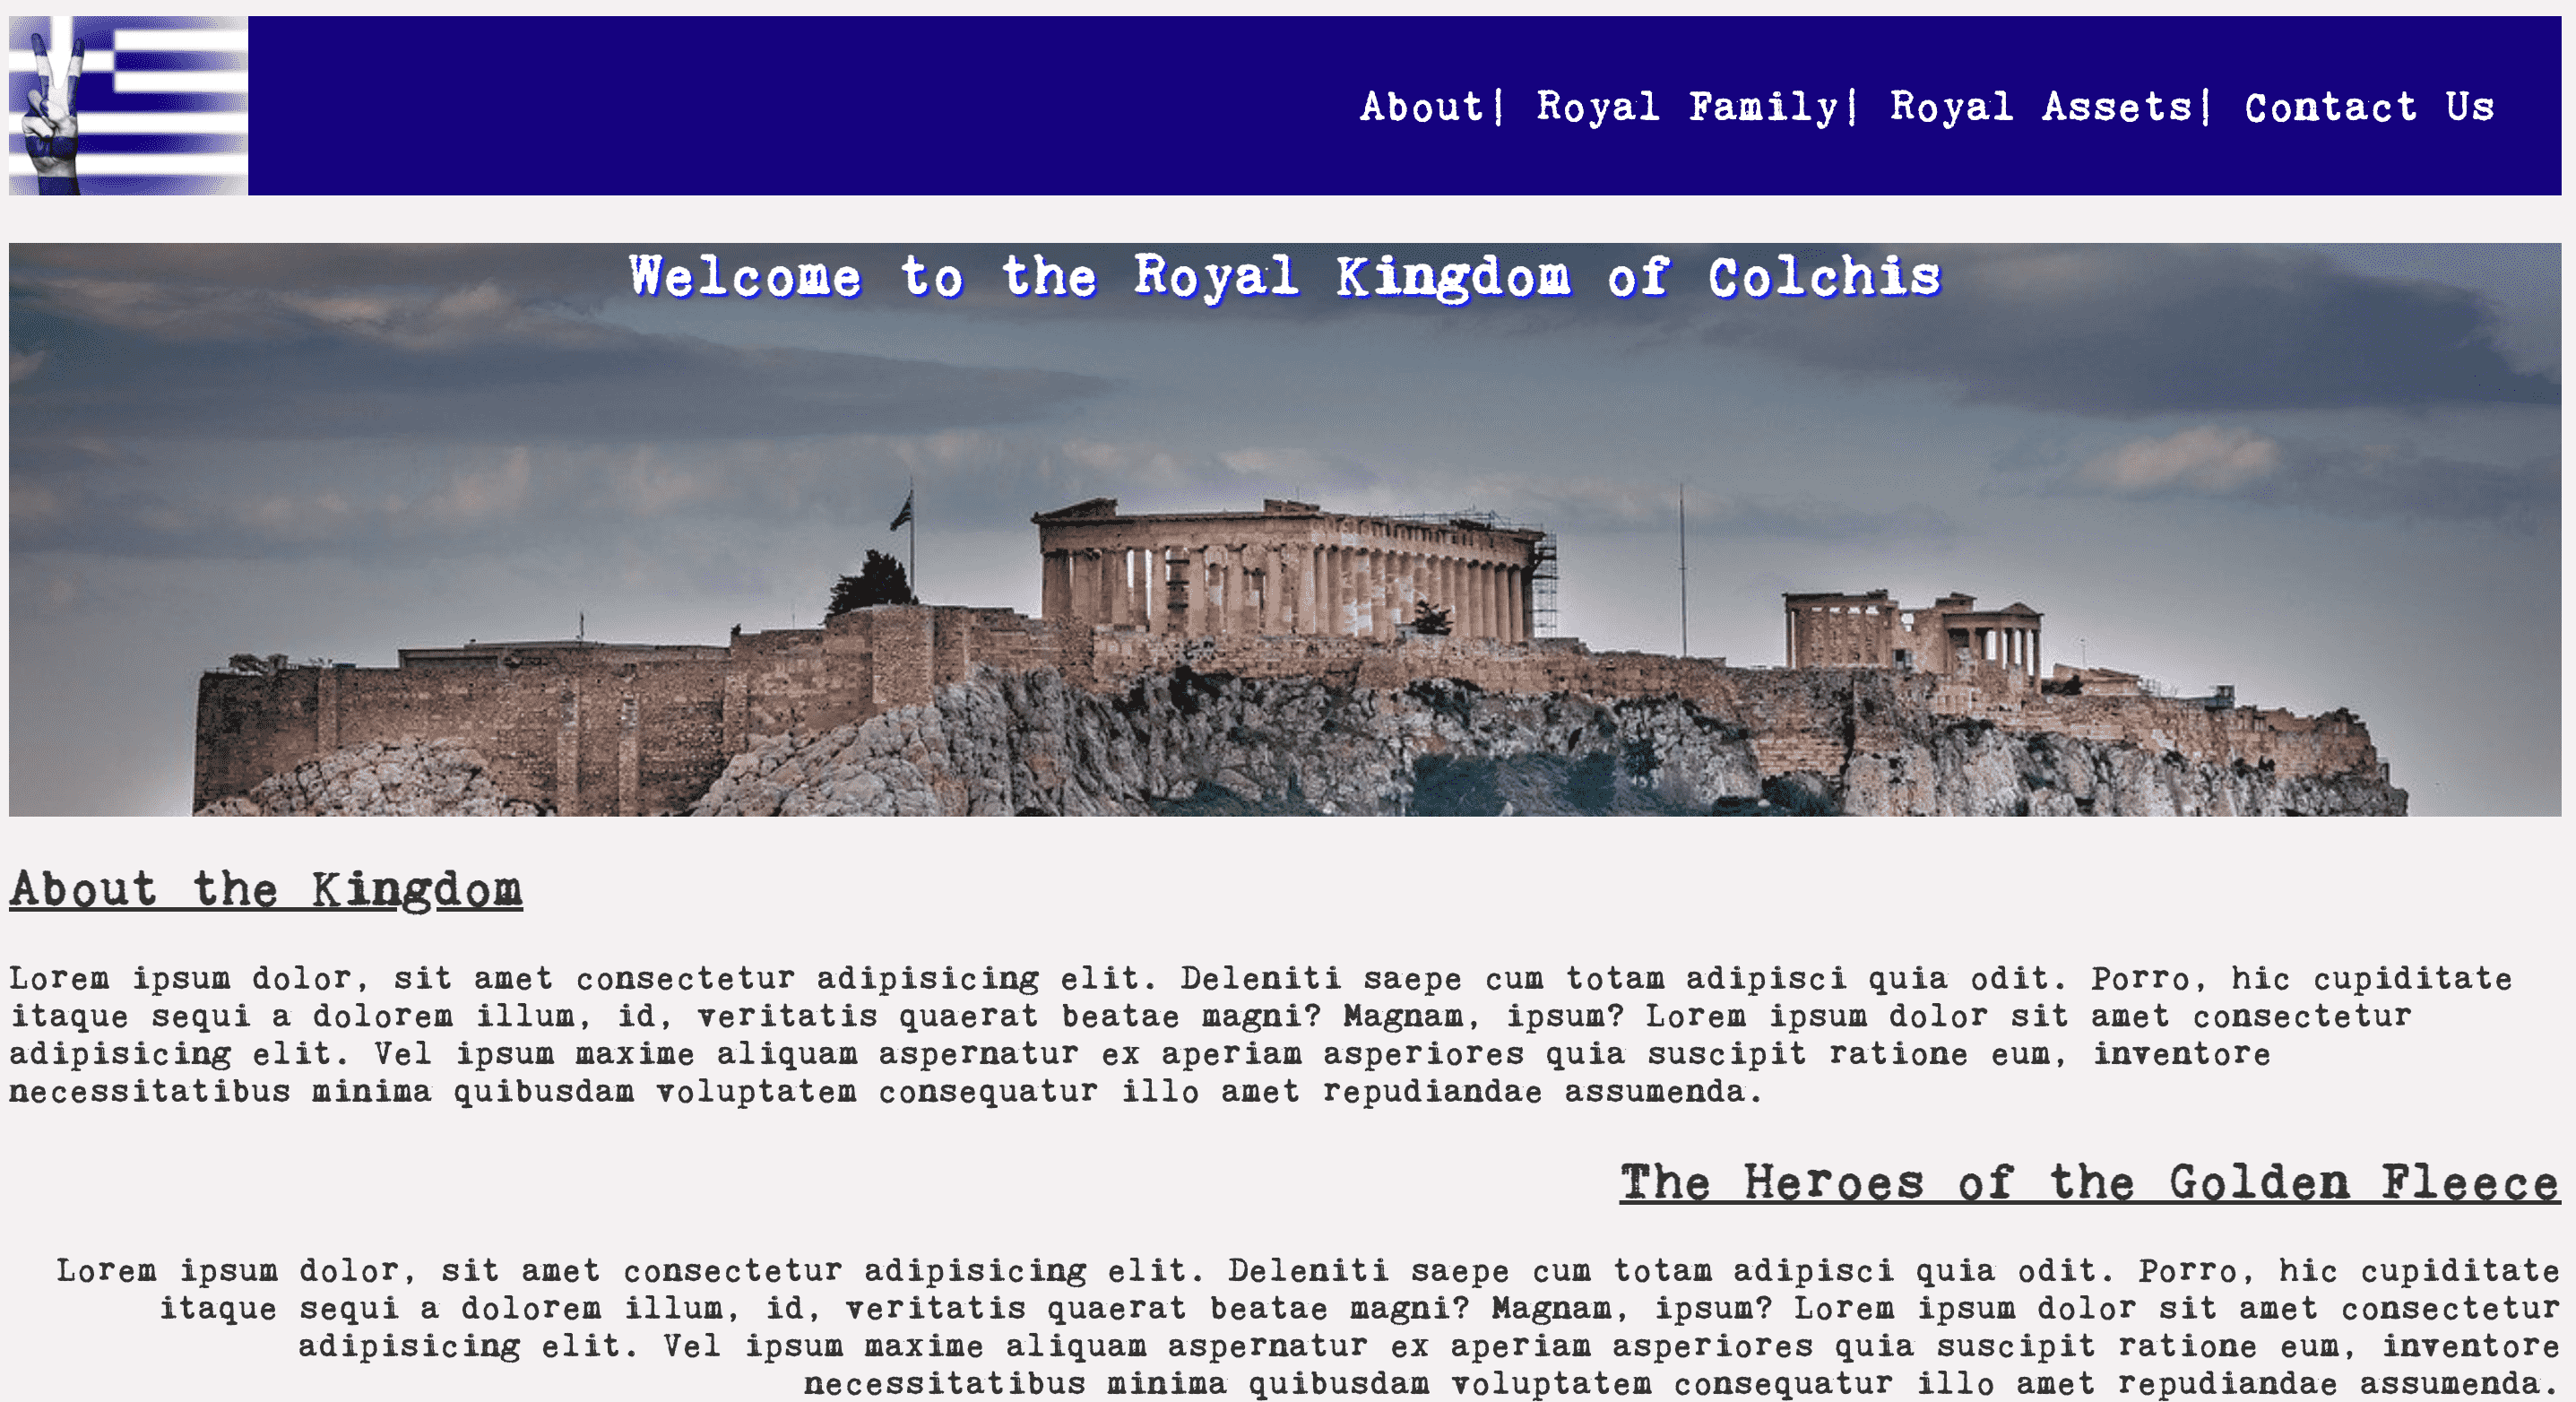 About| Royal Family| Royal Assets| Contact Us
Welcome to the Royal Kingdom of Colchis
About the Kingdom
Lorem ipsum dolor, sit amet consectetur adipisicing elit. Deleniti saepe cum totam adipisci quia odit. Porro, hic cupiditate
itaque sequi a dolorem illum, id, veritatis quaerat beatae magni? Magnam, ipsum? Lorem ipsum dolor sit amet consectetur
adipisicing elit. Vel ipsum maxime aliquam aspernatur ex aperiam asperiores quia suscipit ratione eum, inventore
necessitatibus minima quibusdam voluptatem consequatur illo amet repudiandae assumenda.
The Heroes of the Golden Fleece
Lorem ipsum dolor, sit amet consectetur adipisicing elit. Deleniti saepe cum totam adipisci quia odit. Porro, hic cupiditate
itaque sequi a dolorem illum, id, veritatis quaerat beatae magni? Magnam, ipsum? Lorem ipsum dolor sit amet consectetur
adipisicing elit. Vel ipsum maxime aliquam aspernatur ex aperiam asperiores quia suscipit ratione eum, inventore
necessitatibus minima quibusdam voluptatem consequatur illo amet repudiandae assumenda.